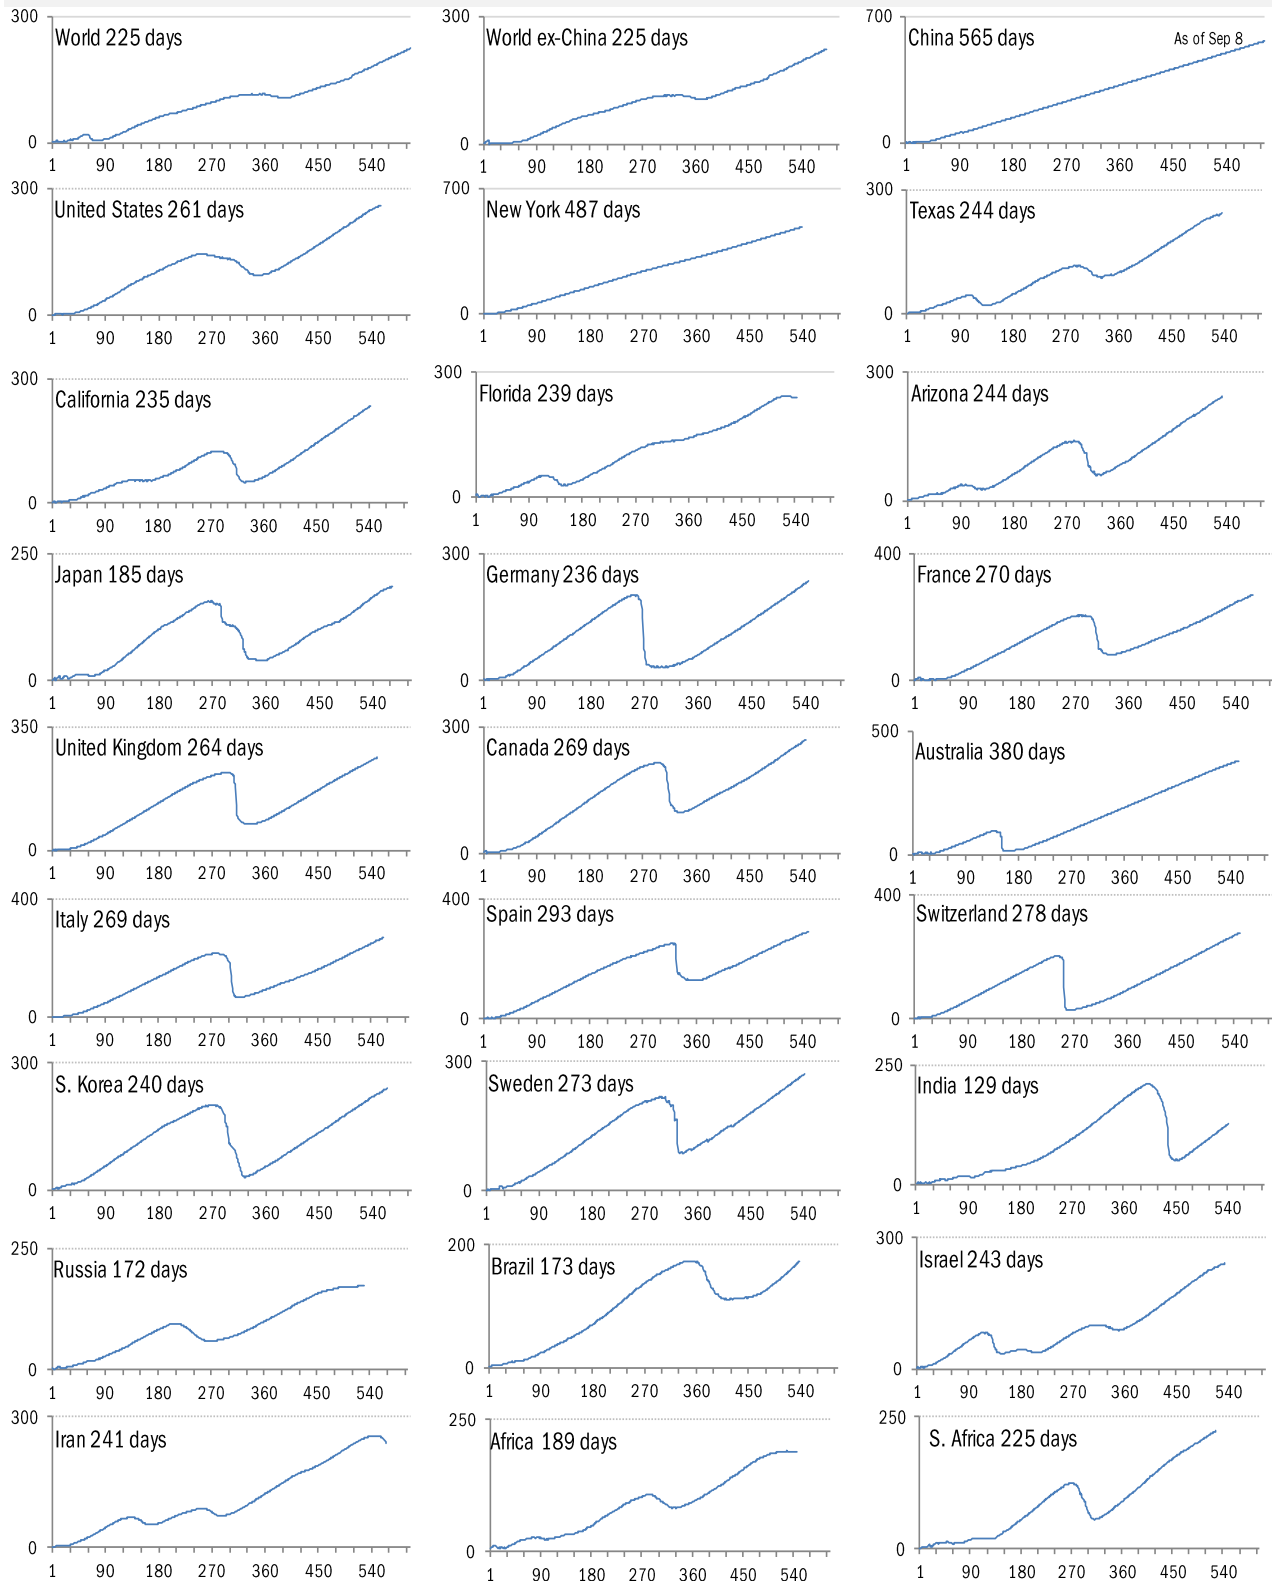 300 300 700
World 225 days World ex-China 225 days China 565 days As of Sep 8
0 0 0
1 90 180 270 360 450 540 1 90 180 270 360 450 540 1 90 180 270 360 450 540
300 700 300
United States 261 days New York 487 days Texas 244 days
0 0 0
1 90 180 270 360 450 540 1 90 180 270 360 450 540 1 90 180 270 360 450 540
300 300 300
California 235 days Florida 239 days Arizona 244 days
0 0 0
1 90 180 270 360 450 540 1 90 180 270 360 450 540 1 90 180 270 360 450 540
250 300 400
Japan 185 days Germany 236 days France 270 days
0 0 0
1 90 180 270 360 450 540 1 90 180 270 360 450 540 1 90 180 270 360 450 540
350 300 500
United Kingdom 264 days Canada 269 days Australia 380 days
0 0 0
1 90 180 270 360 450 540 1 90 180 270 360 450 540 1 90 180 270 360 450 540
400 400 400
Italy 269 days Spain 293 days Switzerland 278 days
0 0 0
1 90 180 270 360 450 540 1 90 180 270 360 450 540 1 90 180 270 360 450 540
300 300 250
S. Korea 240 days Sweden 273 days India 129 days
0 0 0
1 90 180 270 360 450 540 1 90 180 270 360 450 540 1 90 180 270 360 450 540
250 200 300
Russia 172 days Brazil 173 days Israel 243 days
0 0 0
1 90 180 270 360 450 540 1 90 180 270 360 450 540 1 90 180 270 360 450 540
300 250 250
Iran 241 days Africa 189 days S. Africa 225 days
0 0 0
1 90 180 270 360 450 540 1 90 180 270 360 450 540 1 90 180 270 360 450 540